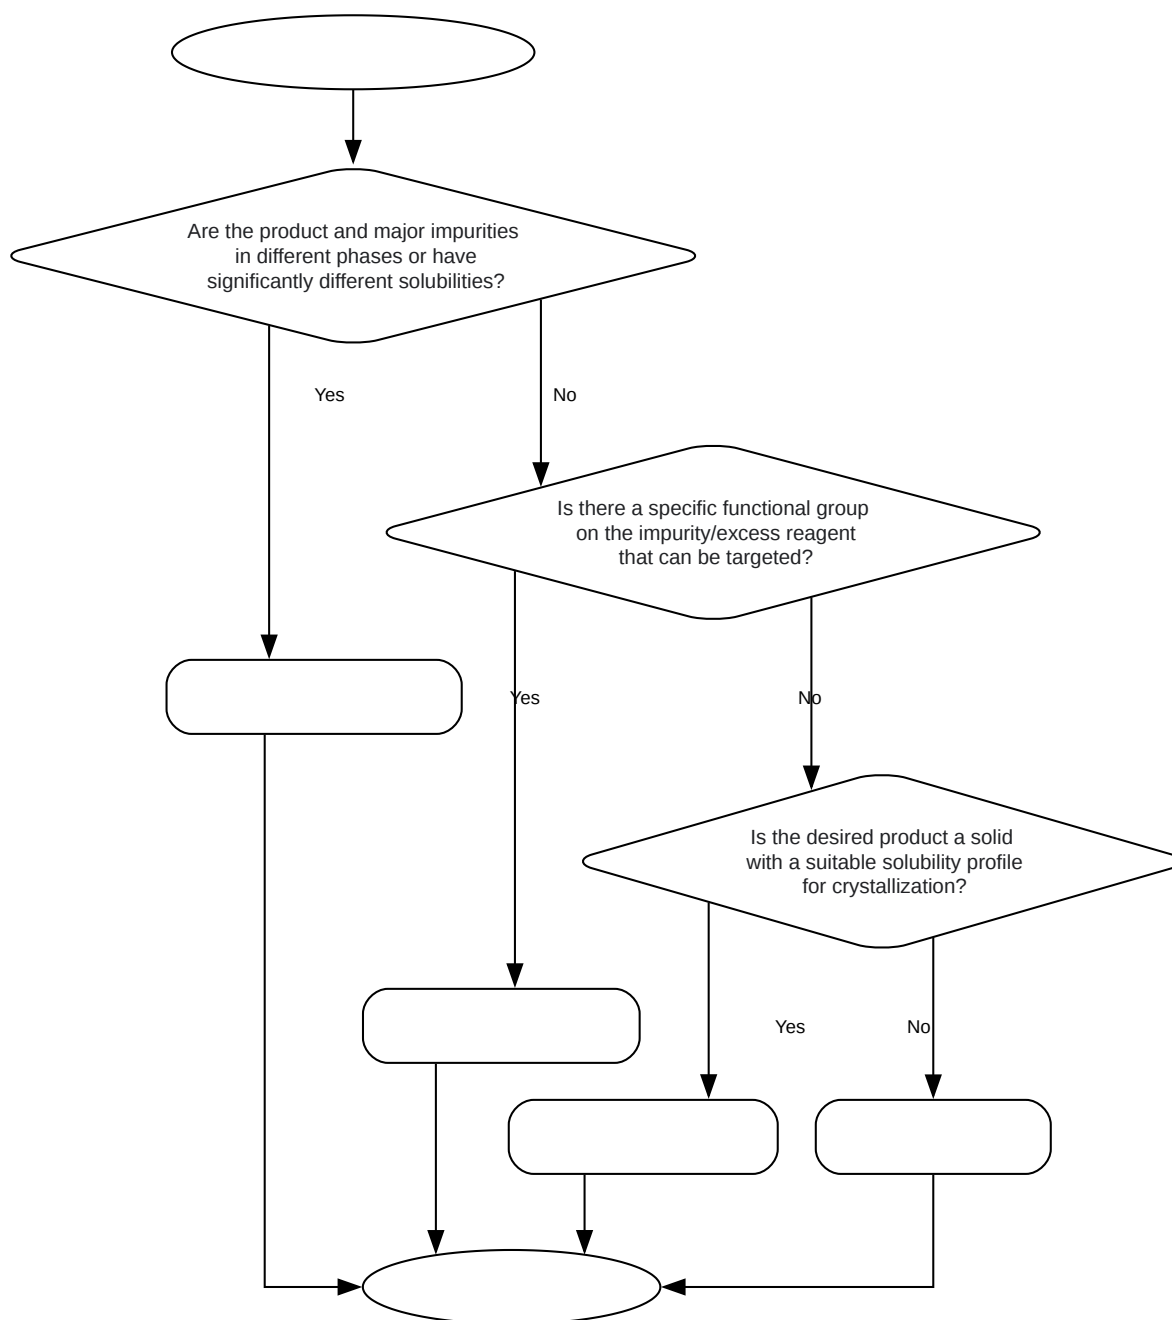 Are the product and major impurities
in different phases or have
significantly different solubilities?
Yes
No
Is there a specific functional group
on the impurity/excess reagent
that can be targeted?
Yes
No
Is the desired product a solid
with a suitable solubility profile
for crystallization?
Yes
No